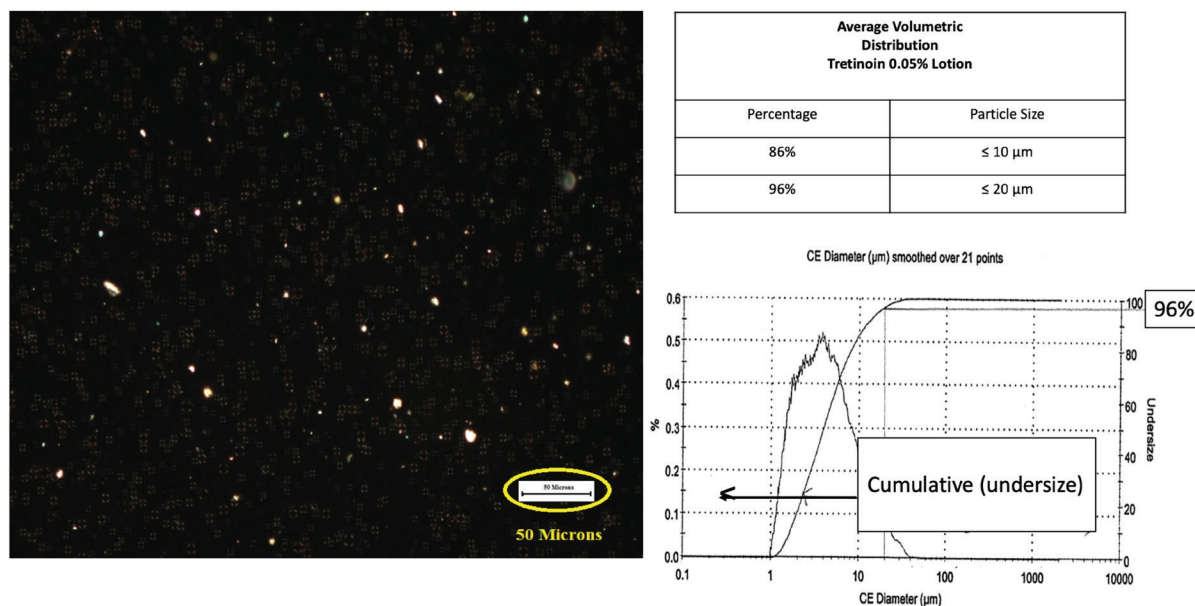 50 Microns
50 Microns
Average Volumetric
Distribution
Tretinoin 0.05% Lotion
Percentage Particle Size
86% ≤ 10 µm
96% ≤ 20 µm
CE Diameter (µm) smoothed over 21 points
0.6
0.5
0.4
0.3
0.2
0.1
0.0
%
100
80
60
40
20
0
Undersize
96%
Cumulative (undersize)
0.1 1 10 100 1000 10000
CE Diameter (µm)